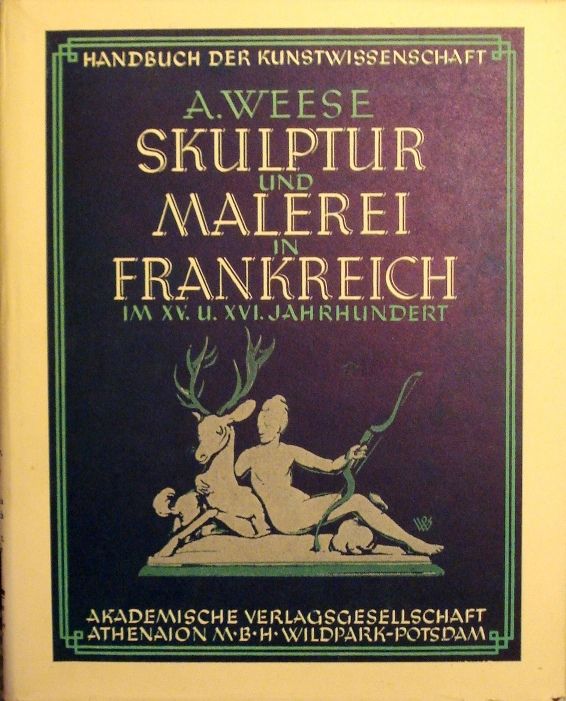 HANDBUCH DER KUNSTWISSENSCHAFT
A. WEESE
SKULPTUR
UND
MALEREI
IN
FRANKREICH
IM XV. U. XVI. JAHRHUNDERT
AKADEMISCHE VERLAGSGESELLSCHAFT
ATHENAION M·B·H· WILDPARK-POTSDAM